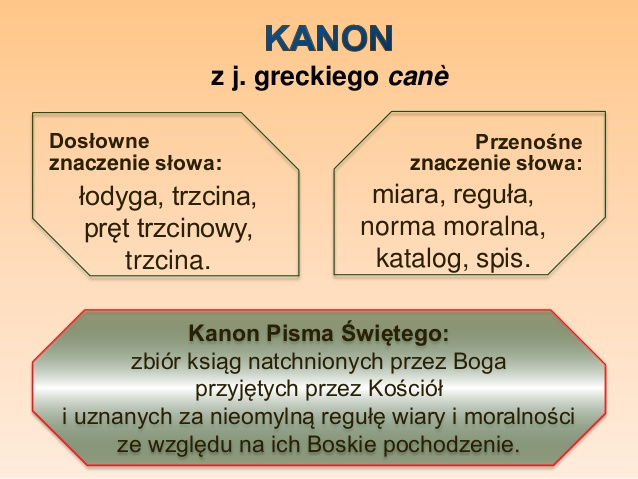 KANON
z j. greckiego canè
Dosłowne
znaczenie słowa:
łodyga, trzcina,
pręt trzcinowy,
trzcina.
Przenośne
znaczenie słowa:
miara, reguła,
norma moralna,
katalog, spis.
Kanon Pisma Świętego:
zbiór ksiąg natchnionych przez Boga
przyjętych przez Kościół
i uznanych za nieomylną regułę wiary i moralności
ze względu na ich Boskie pochodzenie.